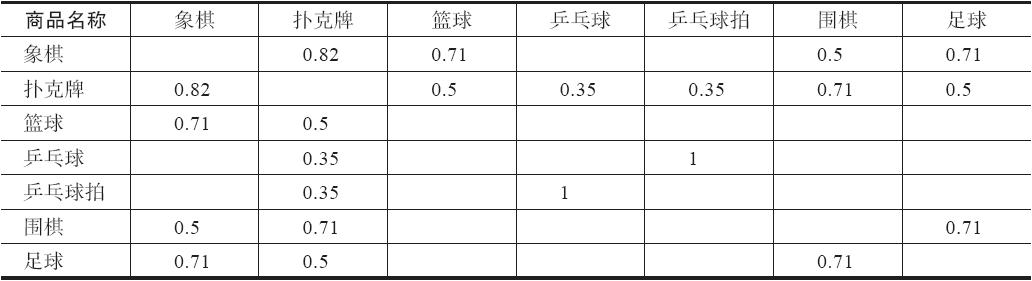 商品名称 象棋 扑克牌 篮球 乒乓球 乒乓球拍 围棋 足球
象棋 0.82 0.71 0.5 0.71
扑克牌 0.82 0.5 0.35 0.35 0.71 0.5
篮球 0.71 0.5
乒乓球 0.35 1
乒乓球拍 0.35 1
围棋 0.5 0.71 0.71
足球 0.71 0.5 0.71